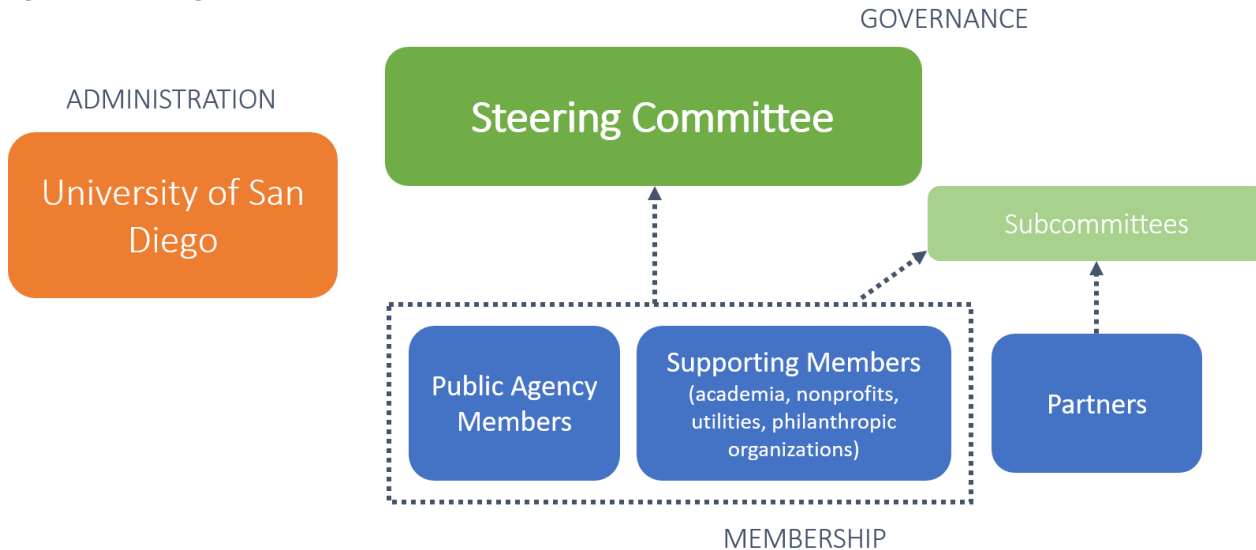 GOVERNANCE
ADMINISTRATION
Steering Committee
University of San
Diego
Subcommittees
Public Agency
Members
Supporting Members
(academia, nonprofits,
utilities, philanthropic
organizations)
Partners
MEMBERSHIP